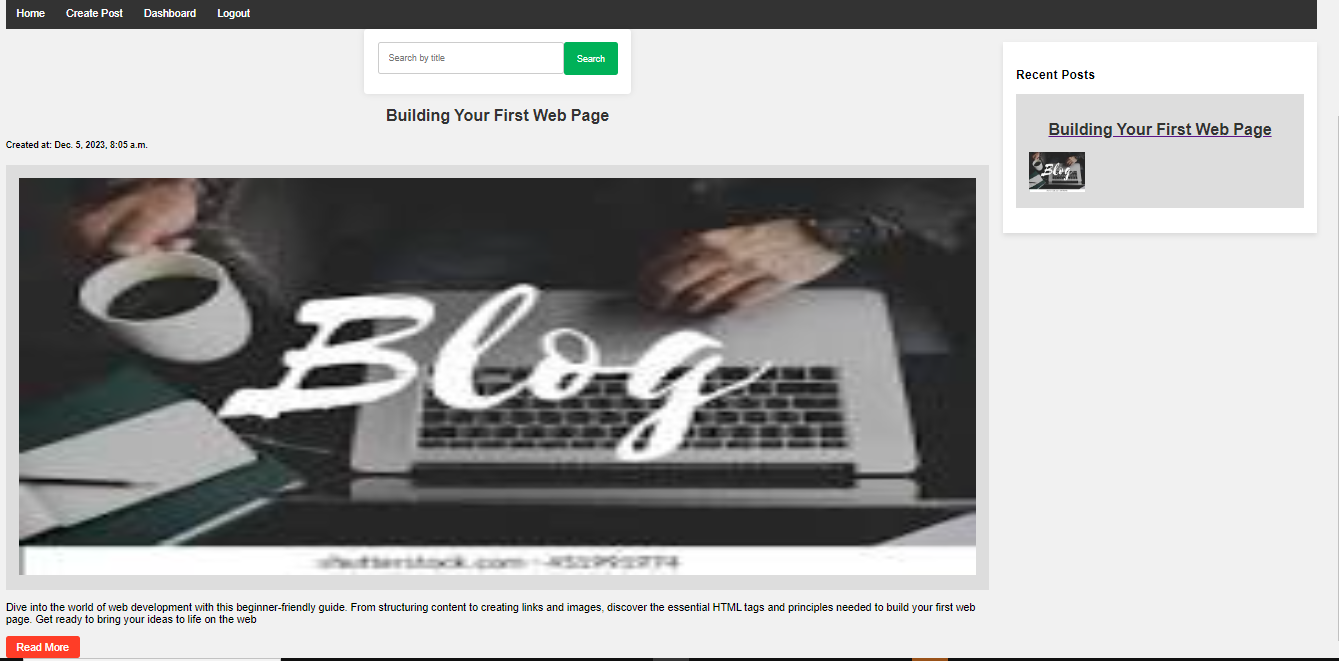 Home Create Post Dashboard Logout
Search by title Search
Building Your First Web Page
Created at: Dec. 5, 2023, 8:05 a.m.
Blog
shutterstock.com
Dive into the world of web development with this beginner-friendly guide. From structuring content to creating links and images, discover the essential HTML tags and principles needed to build your first web
page. Get ready to bring your ideas to life on the web
Read More
Recent Posts
Building Your First Web Page
Blog